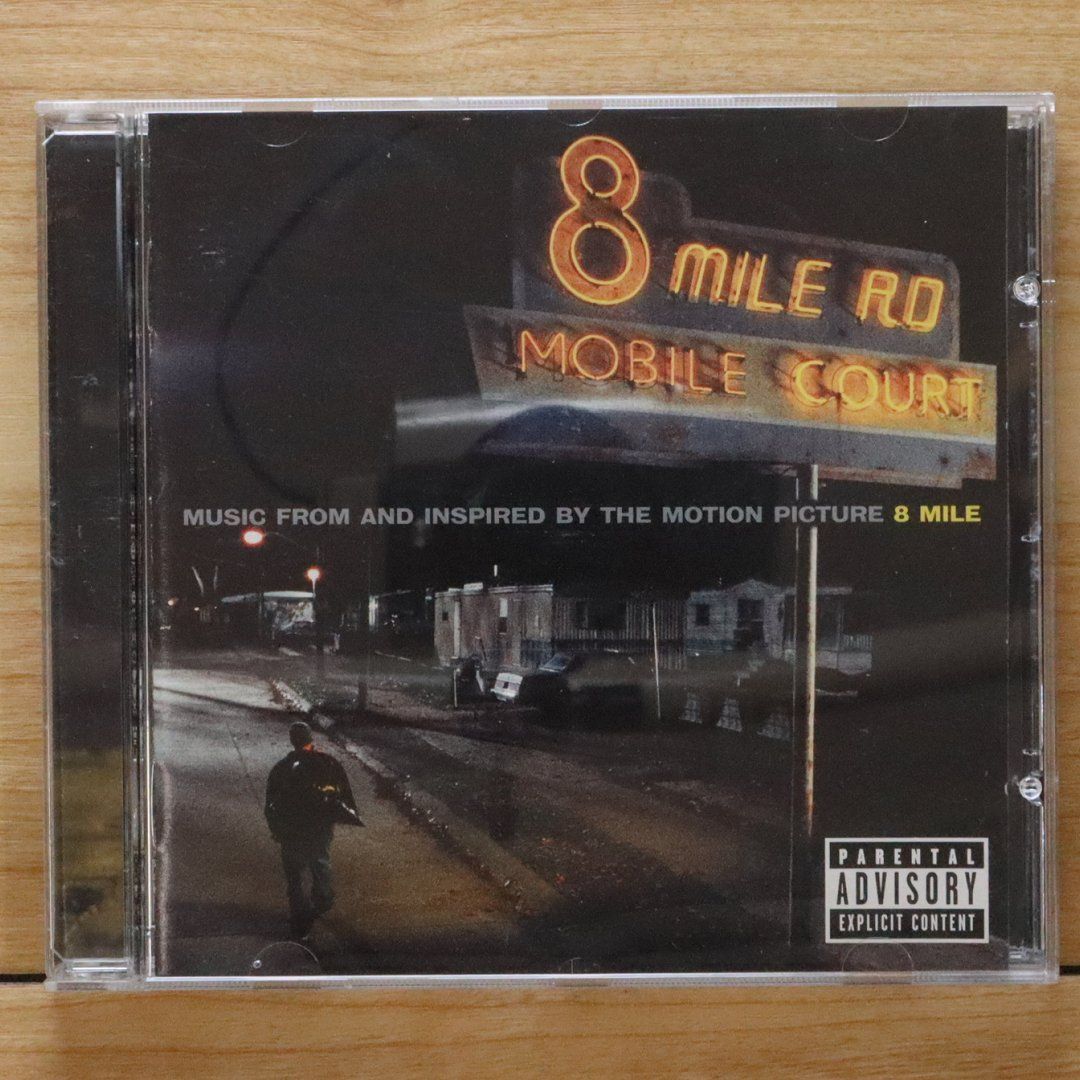 8 MILE RD
MOBILE COURT
MUSIC FROM AND INSPIRED BY THE MOTION PICTURE 8 MILE
PARENTAL
ADVISORY
EXPLICIT CONTENT